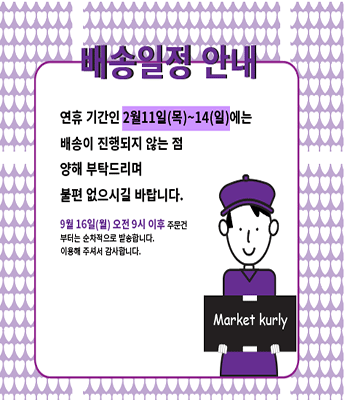 배송일정 안내
연휴 기간인 2월11일(목)~14(일)에는
배송이 진행되지 않는 점
양해 부탁드리며
불편 없으시길 바랍니다.
9월 16일(월) 오전 9시 이후 주문건
부터는 순차적으로 발송합니다.
이용해 주셔서 감사합니다.
Market kurly